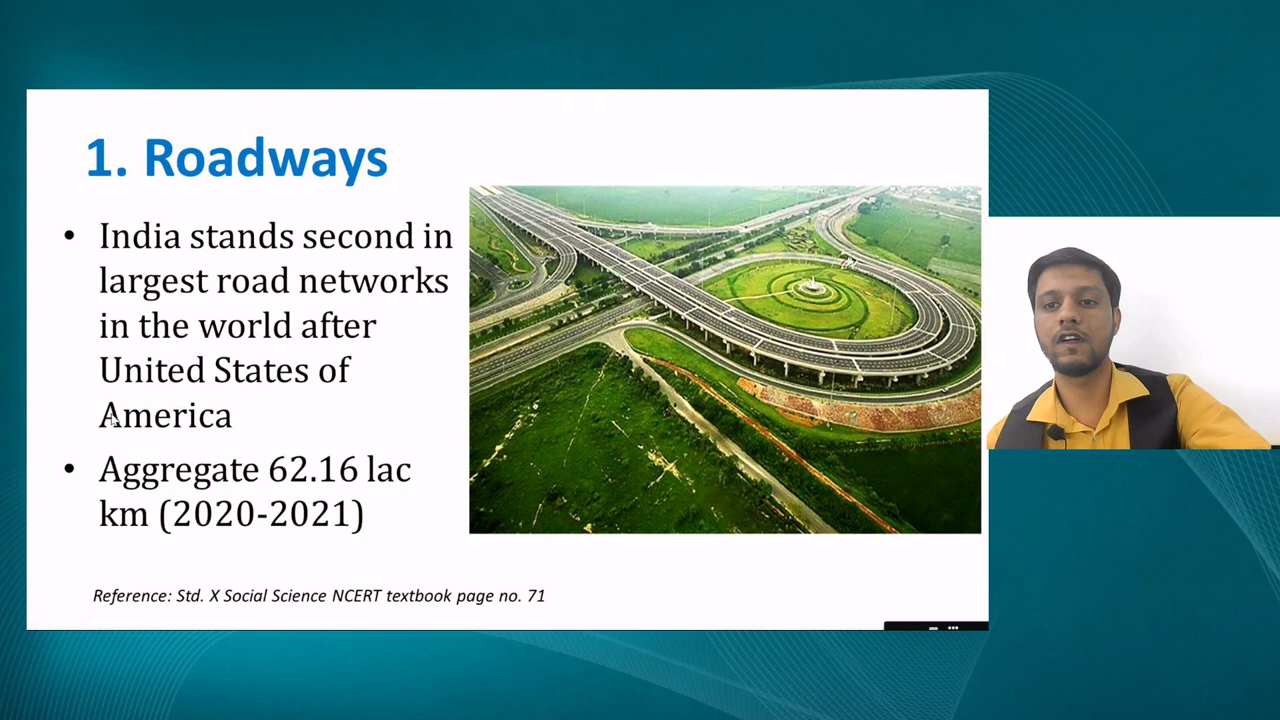 1. Roadways
• India stands second in
largest road networks
in the world after
United States of
America
• Aggregate 62.16 lac
km (2020-2021)
Reference: Std. X Social Science NCERT textbook page no. 71